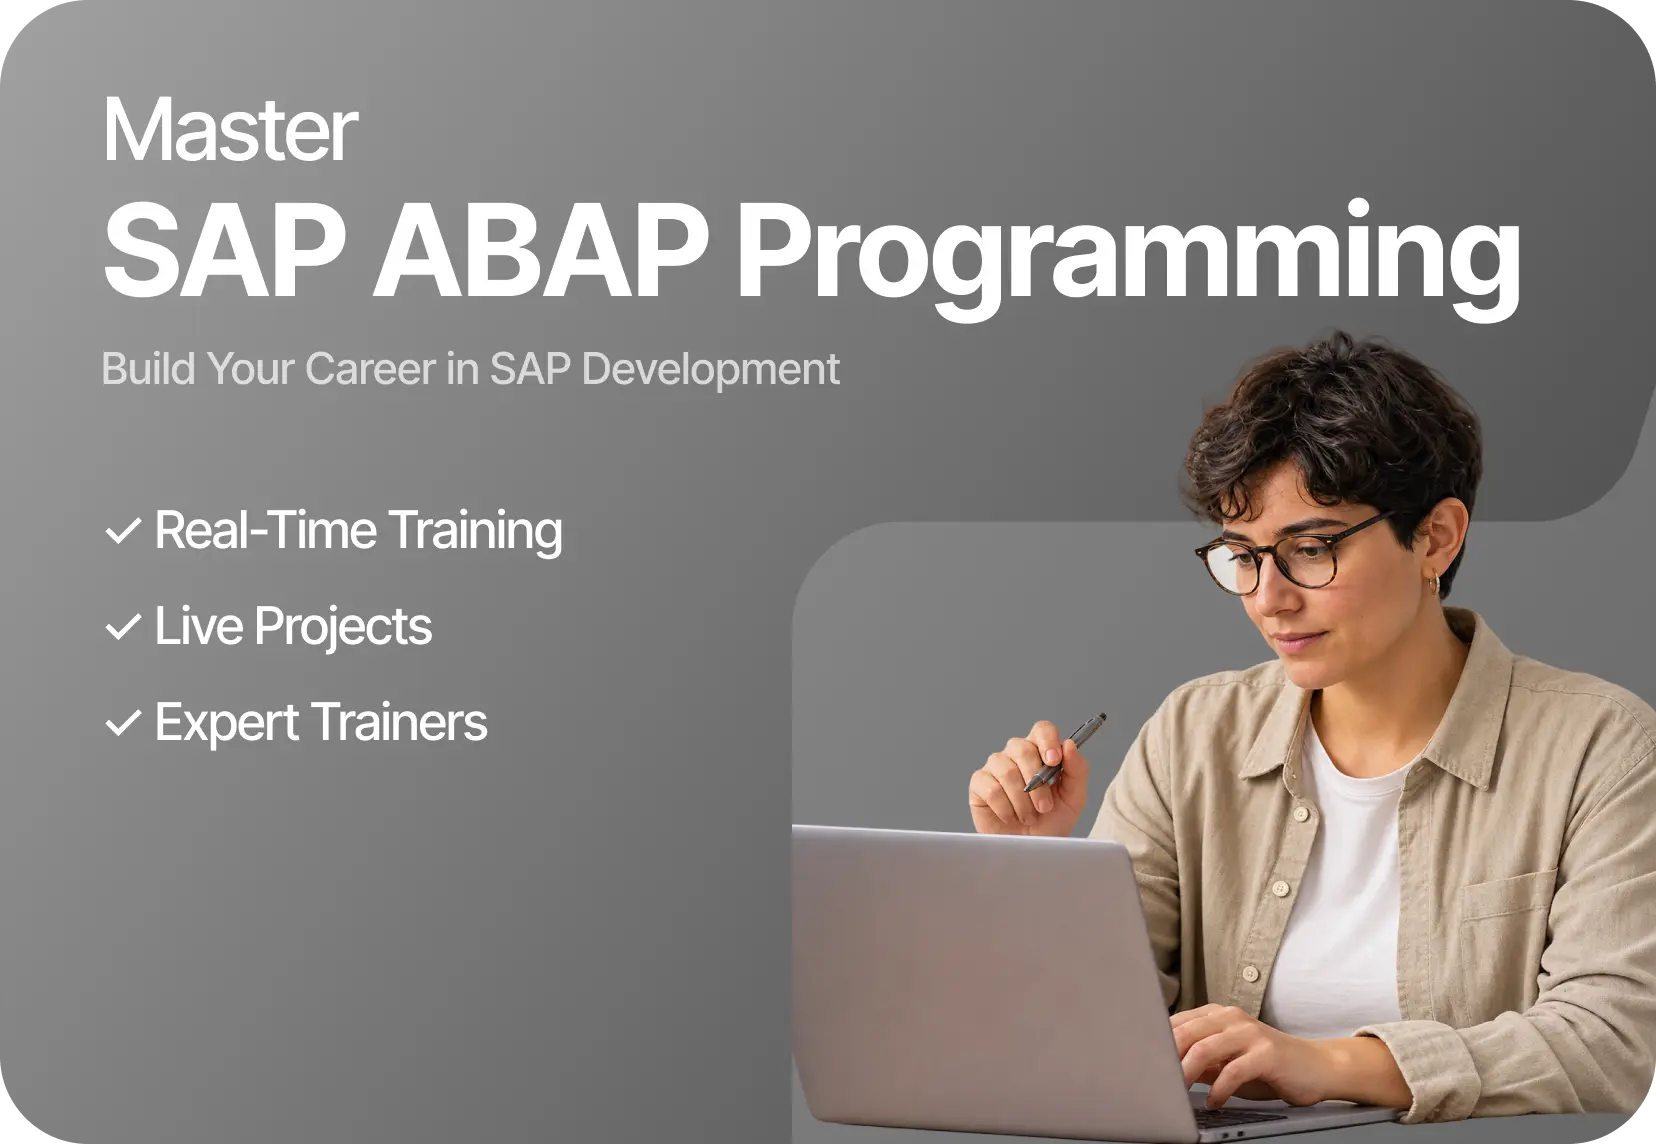 Master
SAP ABAP Programming
Build Your Career in SAP Development
✓ Real-Time Training
✓ Live Projects
✓ Expert Trainers